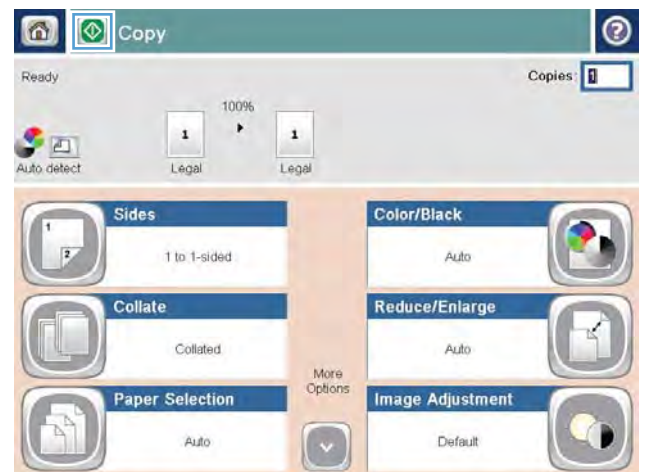 Copy
Ready
Copies: 1
100%
1 1
Auto detect
Legal Legal
Sides
1 to 1-sided
Color/Black
Auto
Collate
Collated
Reduce/Enlarge
Auto
More
Options
Paper Selection
Auto
Image Adjustment
Default